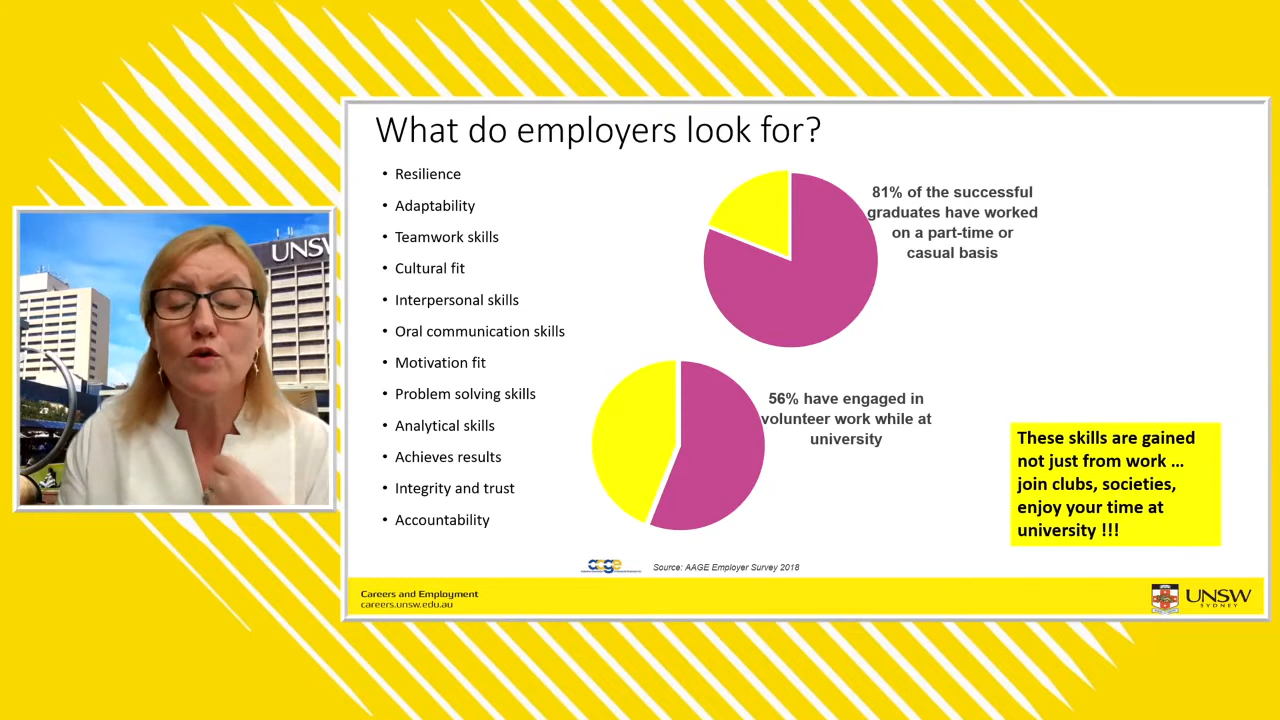 What do employers look for?
• Resilience
• Adaptability
• Teamwork skills
• Cultural fit
• Interpersonal skills
• Oral communication skills
• Motivation fit
• Problem solving skills
• Analytical skills
• Achieves results
• Integrity and trust
• Accountability
81% of the successful
graduates have worked
on a part-time or
casual basis
56% have engaged in
volunteer work while at
university
These skills are gained
not just from work ...
join clubs, societies,
enjoy your time at
university !!!
aage
Source: AAGE Employer Survey 2018
Careers and Employment
careers.unsw.edu.au
UNSW
SYDNEY
UNSW